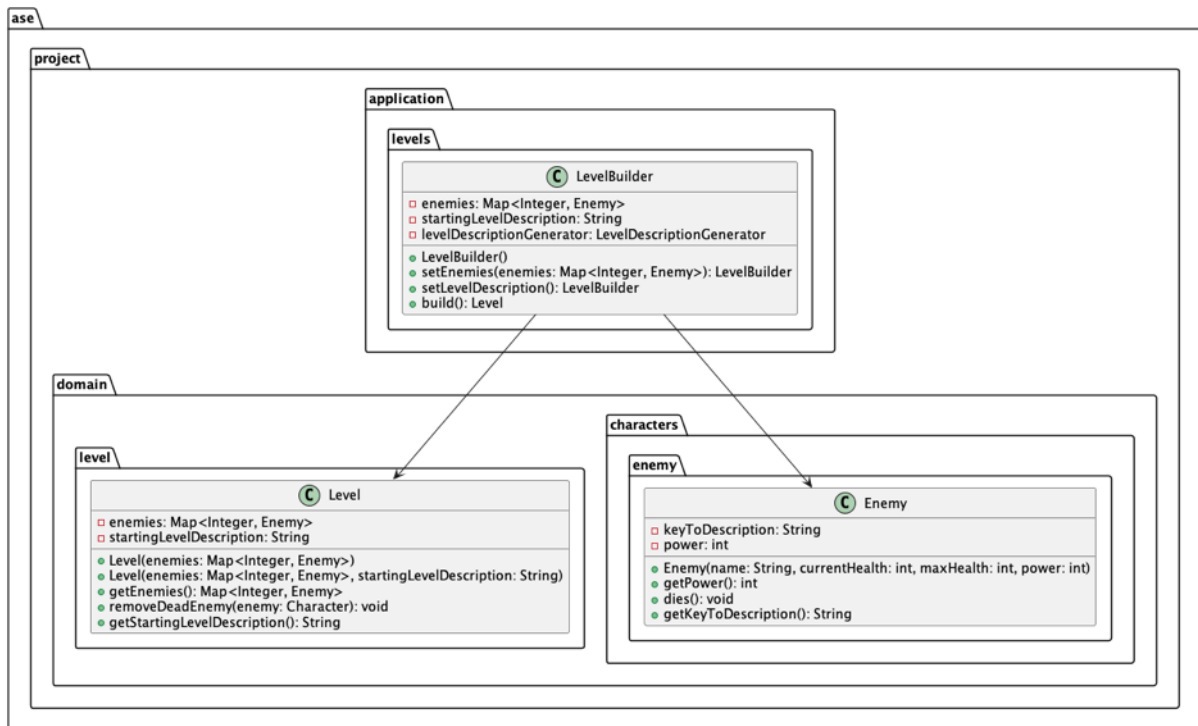 ase
project
application
levels
C LevelBuilder
enemies: Map<Integer, Enemy>
startingLevelDescription: String
levelDescriptionGenerator: LevelDescriptionGenerator
LevelBuilder()
setEnemies(enemies: Map<Integer, Enemy>): LevelBuilder
setLevelDescription(): LevelBuilder
build(): Level
domain
level
C Level
enemies: Map<Integer, Enemy>
startingLevelDescription: String
Level(enemies: Map<Integer, Enemy>)
Level(enemies: Map<Integer, Enemy>, startingLevelDescription: String)
getEnemies(): Map<Integer, Enemy>
removeDeadEnemy(enemy: Character): void
getStartingLevelDescription(): String
characters
enemy
C Enemy
keyToDescription: String
power: int
Enemy(name: String, currentHealth: int, maxHealth: int, power: int)
getPower(): int
dies(): void
getKeyToDescription(): String